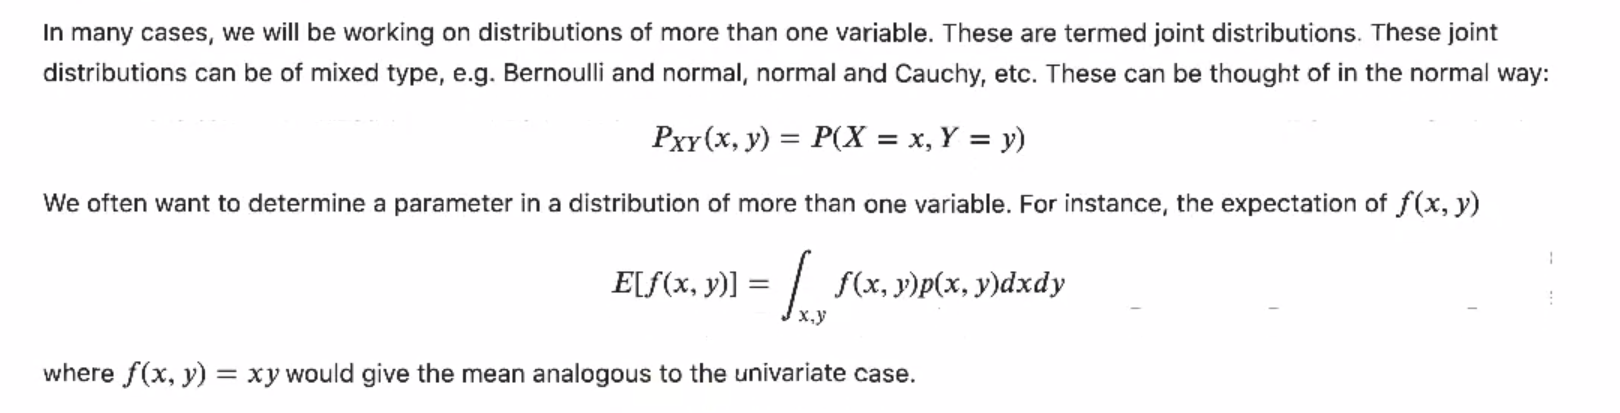 In many cases, we will be working on distributions of more than one variable. These are termed joint distributions. These joint
distributions can be of mixed type, e.g. Bernoulli and normal, normal and Cauchy, etc. These can be thought of in the normal way:
P_{XY}(x, y) = P(X = x, Y = y)
We often want to determine a parameter in a distribution of more than one variable. For instance, the expectation of f(x, y)
E[f(x, y)] = ∫_{x,y} f(x, y)p(x, y)dxdy
where f(x, y) = xy would give the mean analogous to the univariate case.